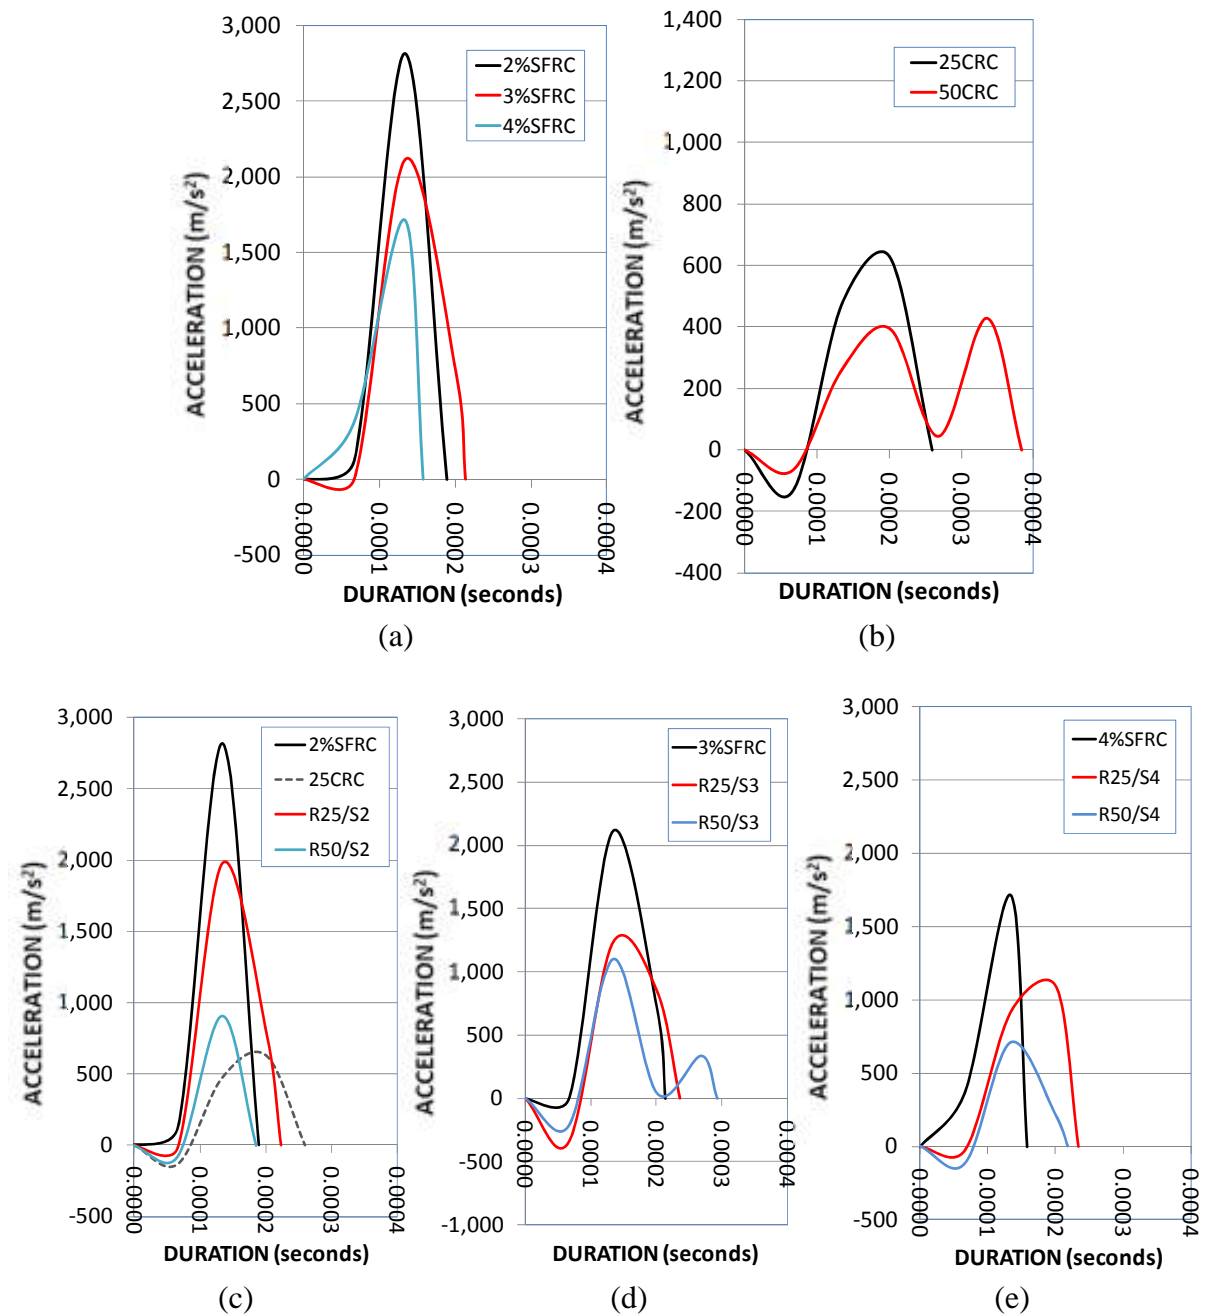 3,000
2,500
2,000
1,500
1,000
500
0
-500
ACCELERATION (m/s²)
2%SFRC
3%SFRC
4%SFRC
0.0000
0.0001
0.0002
0.0003
0.0004
DURATION (seconds)
(a)
1,400
1,200
1,000
800
600
400
200
0
-200
-400
ACCELERATION (m/s²)
25CRC
50CRC
0.0000
0.0001
0.0002
0.0003
0.0004
DURATION (seconds)
(b)
3,000
2,500
2,000
1,500
1,000
500
0
-500
ACCELERATION (m/s²)
2%SFRC
25CRC
R25/S2
R50/S2
0.0000
0.0001
0.0002
0.0003
0.0004
DURATION (seconds)
(c)
3,000
2,500
2,000
1,500
1,000
500
0
-500
-1,000
ACCELERATION (m/s²)
3%SFRC
R25/S3
R50/S3
0.0000
0.0001
0.0002
0.0003
0.0004
DURATION (seconds)
(d)
3,000
2,500
2,000
1,500
1,000
500
0
-500
ACCELERATION (m/s²)
4%SFRC
R25/S4
R50/S4
0.0000
0.0001
0.0002
0.0003
0.0004
DURATION (seconds)
(e)